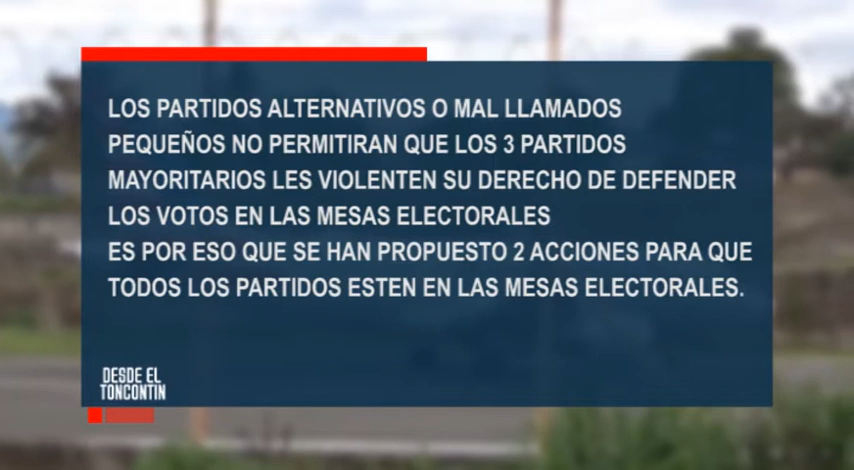 LOS PARTIDOS ALTERNATIVOS O MAL LLAMADOS
PEQUEÑOS NO PERMITIRAN QUE LOS 3 PARTIDOS
MAYORITARIOS LES VIOLENTEN SU DERECHO DE DEFENDER
LOS VOTOS EN LAS MESAS ELECTORALES
ES POR ESO QUE SE HAN PROPUESTO 2 ACCIONES PARA QUE
TODOS LOS PARTIDOS ESTEN EN LAS MESAS ELECTORALES.
DESDE EL
TONCONTIN